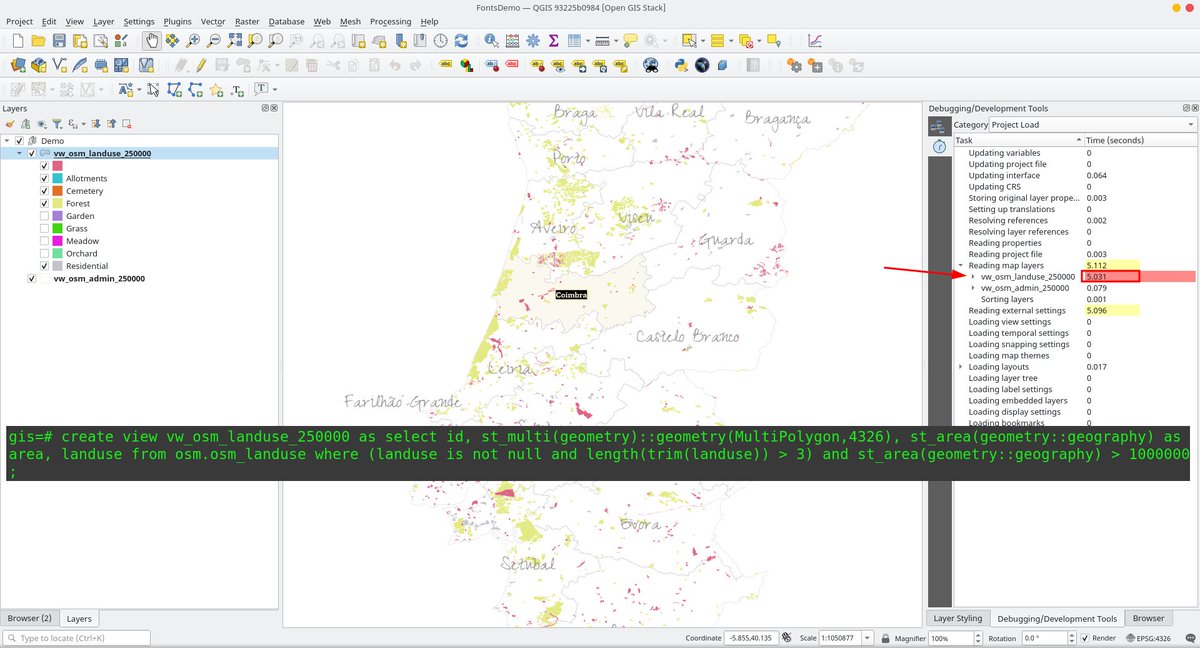 FontsDemo — QGIS 93225b0984 [Open GIS Stack]
Project Edit View Layer Settings Plugins Vector Raster Database Web Mesh Processing Help
Layers
Demo
vw_osm_landuse_250000
Allotments
Cemetery
Forest
Garden
Grass
Meadow
Orchard
Residential
vw_osm_admin_250000
Braga
Vila Real
Bragança
Porto
Aveiro
Viseu
Guarda
Coimbra
Castelo Branco
Leiria
Farilhão Grande
Évora
Setúbal
Debugging/Development Tools
Category Project Load
Task Time (seconds)
Updating variables 0
Updating project file 0
Updating interface 0.064
Updating CRS 0
Storing original layer prope... 0.003
Setting up translations 0
Resolving references 0.002
Resolving layer references 0
Reading properties 0
Reading project file 0.003
Reading map layers 5.112
vw_osm_landuse_250000 5.031
vw_osm_admin_250000 0.079
Sorting layers 0.001
Reading external settings 5.096
Loading view settings 0
Loading temporal settings 0
Loading snapping settings 0
Loading map themes 0
Loading layouts 0.017
Loading layer tree 0
Loading label settings 0
Loading embedded layers 0
Loading display settings 0
Loading bookmarks 0
gis=# create view vw_osm_landuse_250000 as select id, st_multi(geometry)::geometry(MultiPolygon,4326), st_area(geometry::geography) as
area, landuse from osm.osm_landuse where (landuse is not null and length(trim(landuse)) > 3) and st_area(geometry::geography) > 1000000
;
Browser (2) Layers
Layer Styling Debugging/Development Tools Browser
Type to locate (Ctrl+K)
Coordinate -5.855,40.135 Scale 1:1050877 Magnifier 100% Rotation 0.0 ° Render EPSG:4326